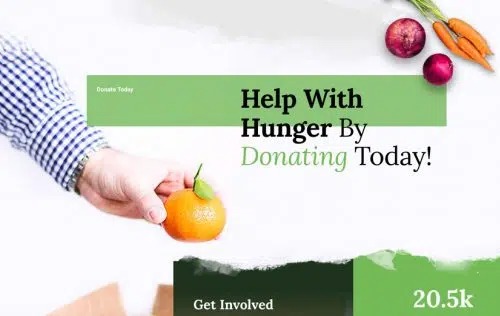 Donate Today
Help With
Hunger By
Donating Today!
Get Involved
20.5k